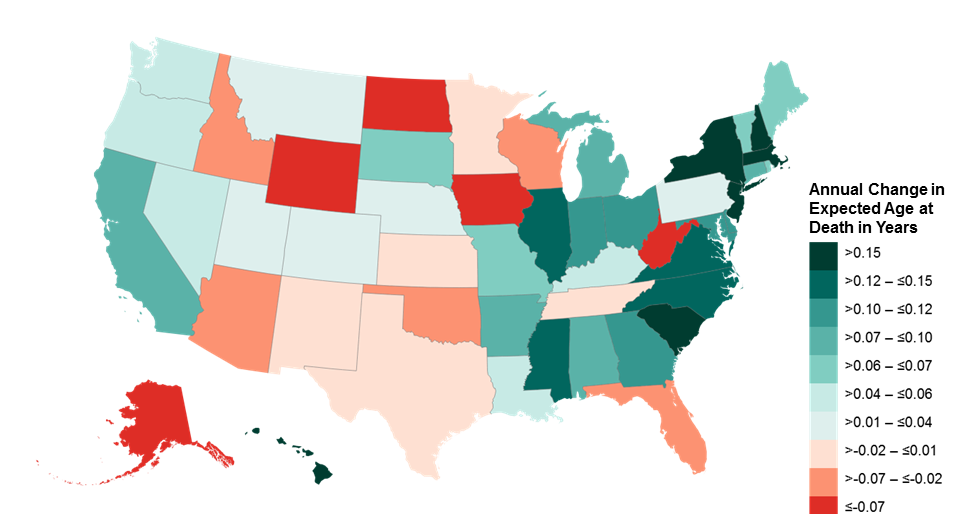 Annual Change in
Expected Age at
Death in Years
>0.15
>0.12 – ≤0.15
>0.10 – ≤0.12
>0.07 – ≤0.10
>0.06 – ≤0.07
>0.04 – ≤0.06
>0.01 – ≤0.04
>-0.02 – ≤0.01
>-0.07 – ≤-0.02
≤-0.07